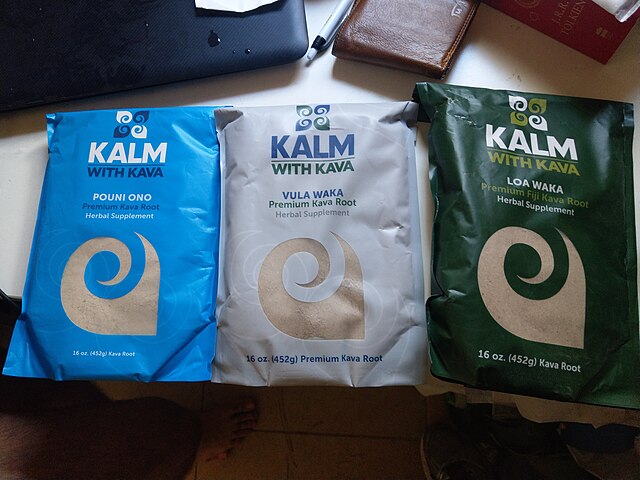 KALM
WITH KAVA
POUNI ONO
Premium Kava Root
Herbal Supplement
16 oz. (452g) Kava Root
KALM
WITH KAVA
VULA WAKA
Premium Kava Root
Herbal Supplement
16 oz. (452g) Premium Kava Root
KALM
WITH KAVA
LOA WAKA
Premium Fiji Kava Root
Herbal Supplement
16 oz. (452g) Kava Root
J.R.R.
TOLKIEN